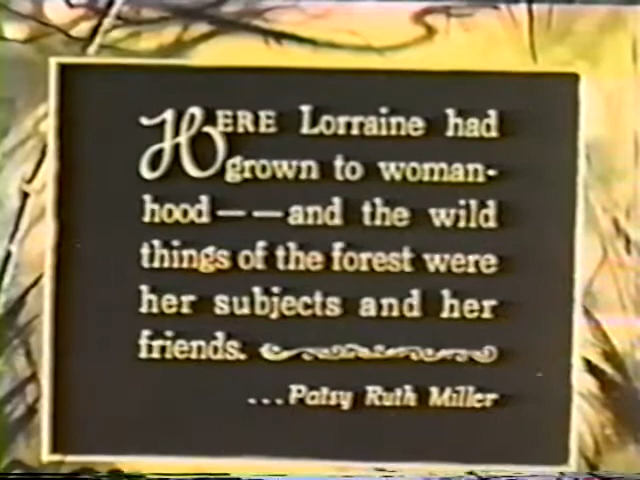 HERE Lorraine had
grown to woman-
hood——and the wild
things of the forest were
her subjects and her
friends.
...Patsy Ruth Miller